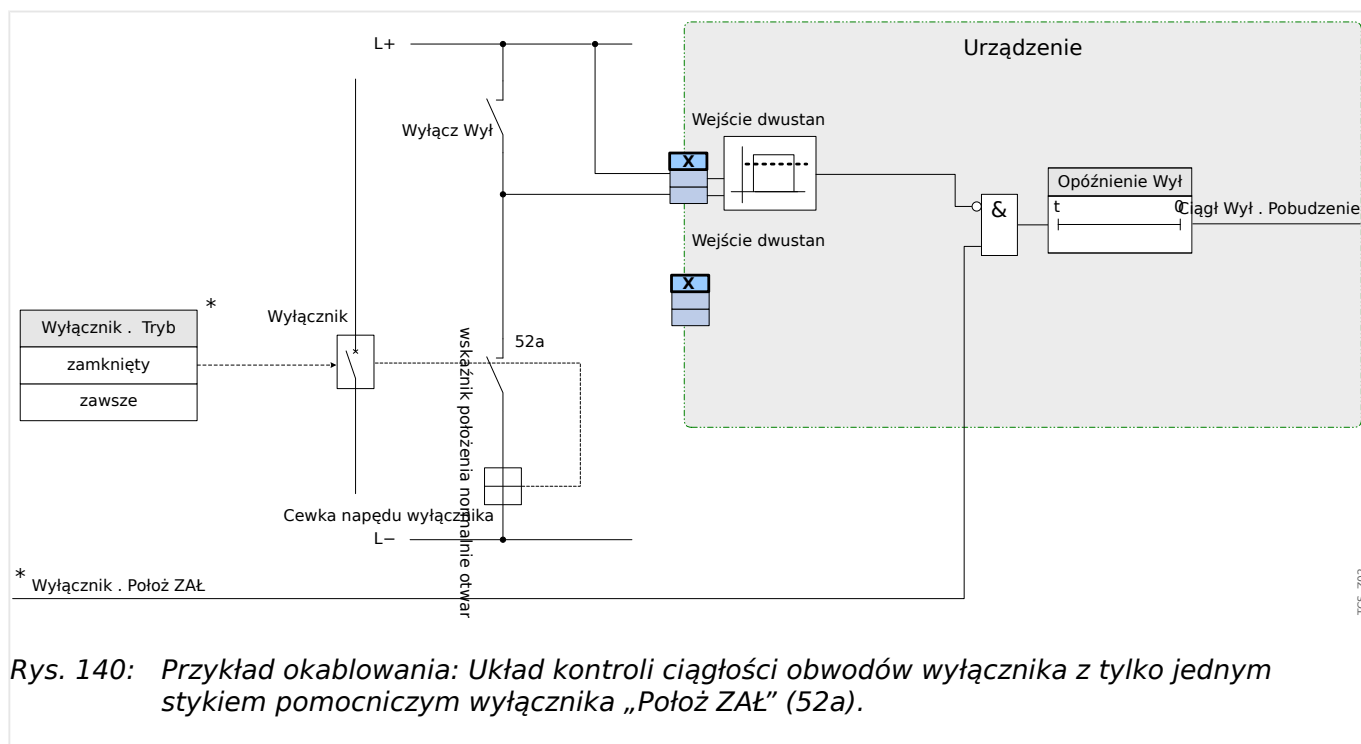 L+
Urządzenie
Wyłącz Wył
Wejście dwustan
X
Opóźnienie Wył
t
0
&
Ciągł Wył . Pobudzenie
Wejście dwustan
X
*
Wyłącznik . Tryb
zamknięty
zawsze
Wyłącznik
52a
wskaźnik położenia normalnie otwar
Cewka napędu wyłącznika
L−
*
Wyłącznik . Położ ZAŁ
Rys. 140: Przykład okablowania: Układ kontroli ciągłości obwodów wyłącznika z tylko jednym
stykiem pomocniczym wyłącznika „Położ ZAŁ” (52a).